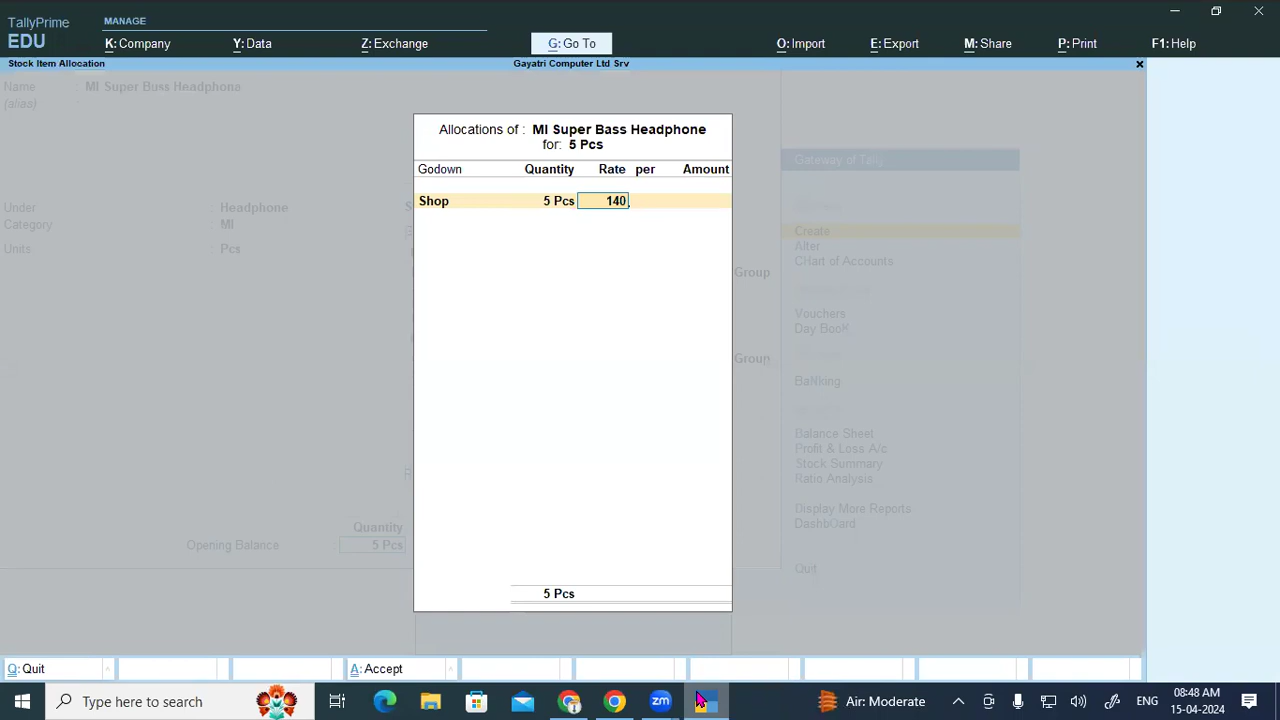 TallyPrime
EDU
MANAGE
K: Company
Y: Data
Z: Exchange
G: Go To
O: Import
E: Export
M: Share
P: Print
F1: Help
Stock Item Allocation
Gayatri Computer Ltd Srv
Name : MI Super Buss Headphona
(alias) :
Allocations of : MI Super Bass Headphone
for: 5 Pcs
Godown Quantity Rate per Amount
Shop 5 Pcs 140
5 Pcs
Under : Headphone
Category : MI
Units : Pcs
Group
Group
Quantity
Opening Balance : 5 Pcs
Gateway of Tally
Create
Alter
CHart of Accounts
Vouchers
Day BooK
BaNking
Balance Sheet
Profit & Loss A/c
Stock Summary
Ratio Analysis
Display More Reports
DashbOard
Quit
Q: Quit
A: Accept
Type here to search
zm
Air: Moderate
ENG
08:48 AM
15-04-2024